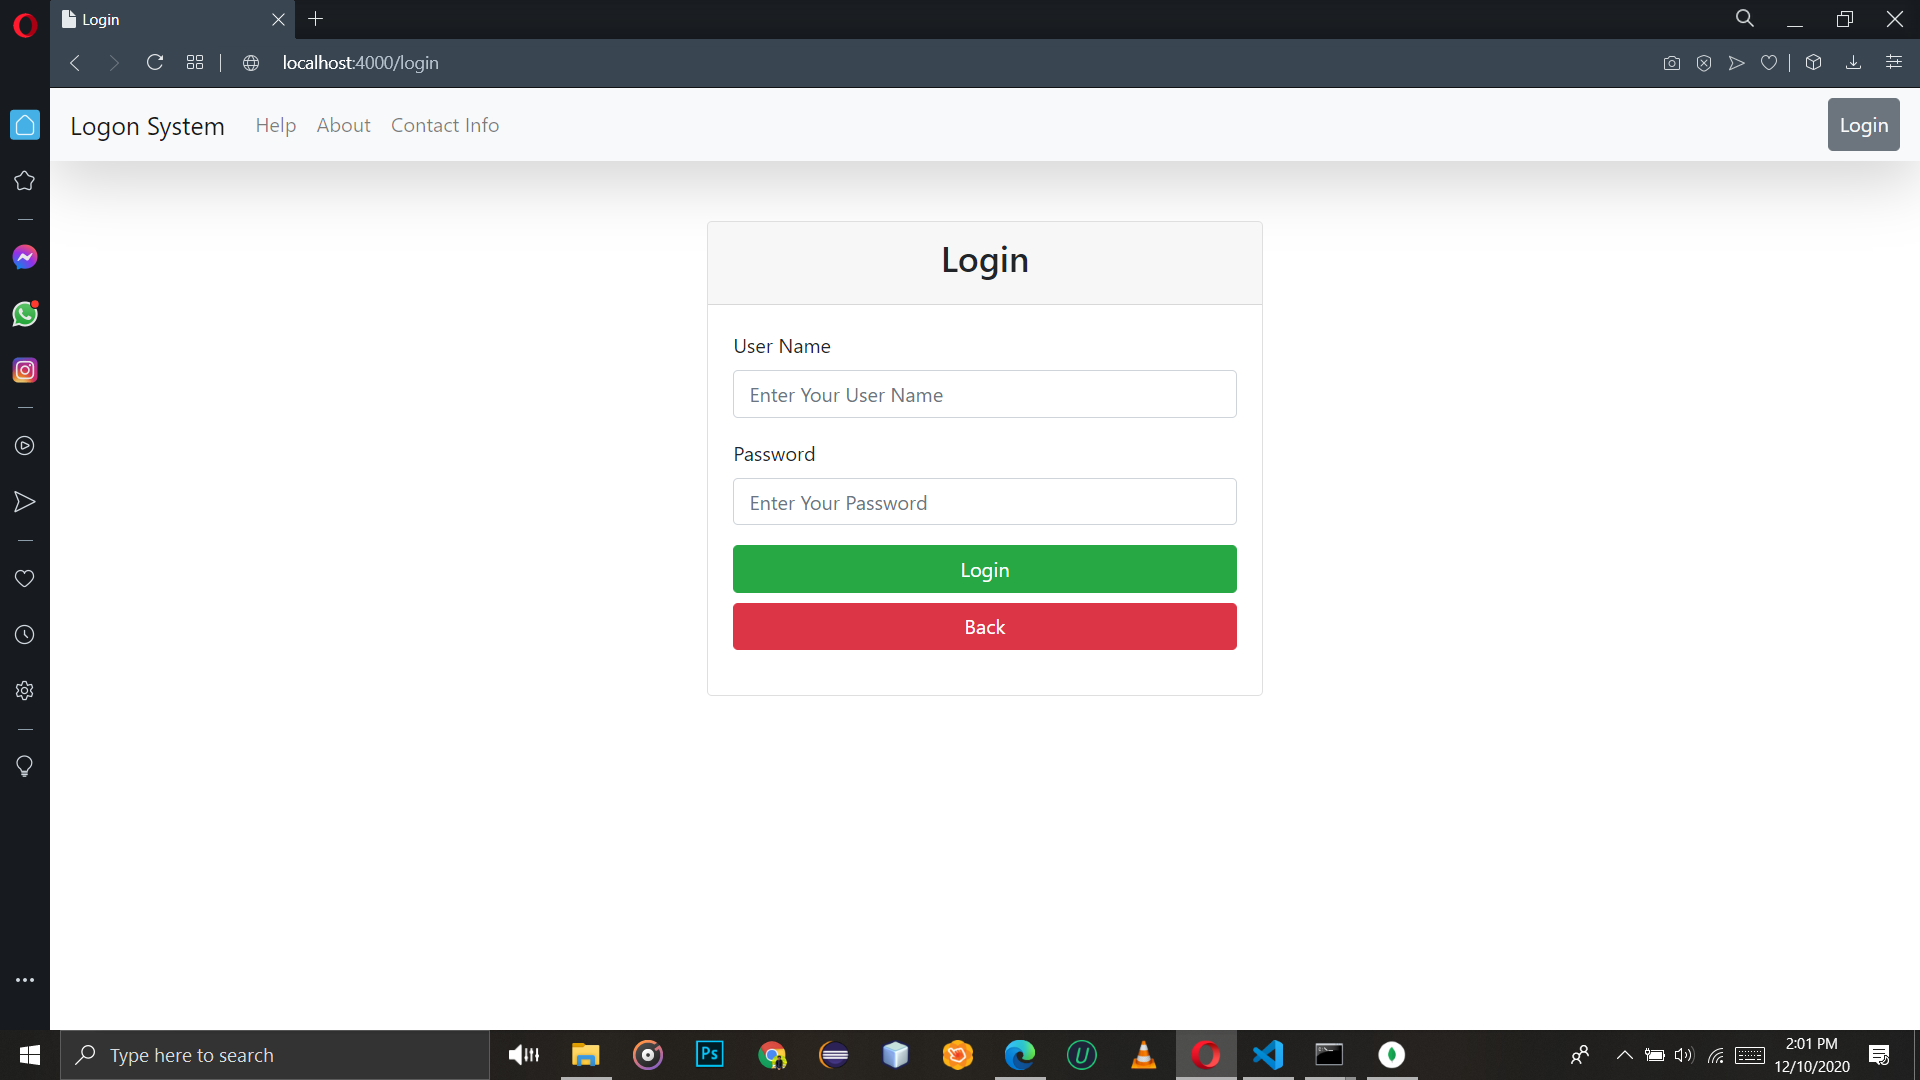 Login
localhost:4000/login
Logon System Help About Contact Info Login
Login
User Name
Enter Your User Name
Password
Enter Your Password
Login
Back
Type here to search
Ps
U
2:01 PM
12/10/2020